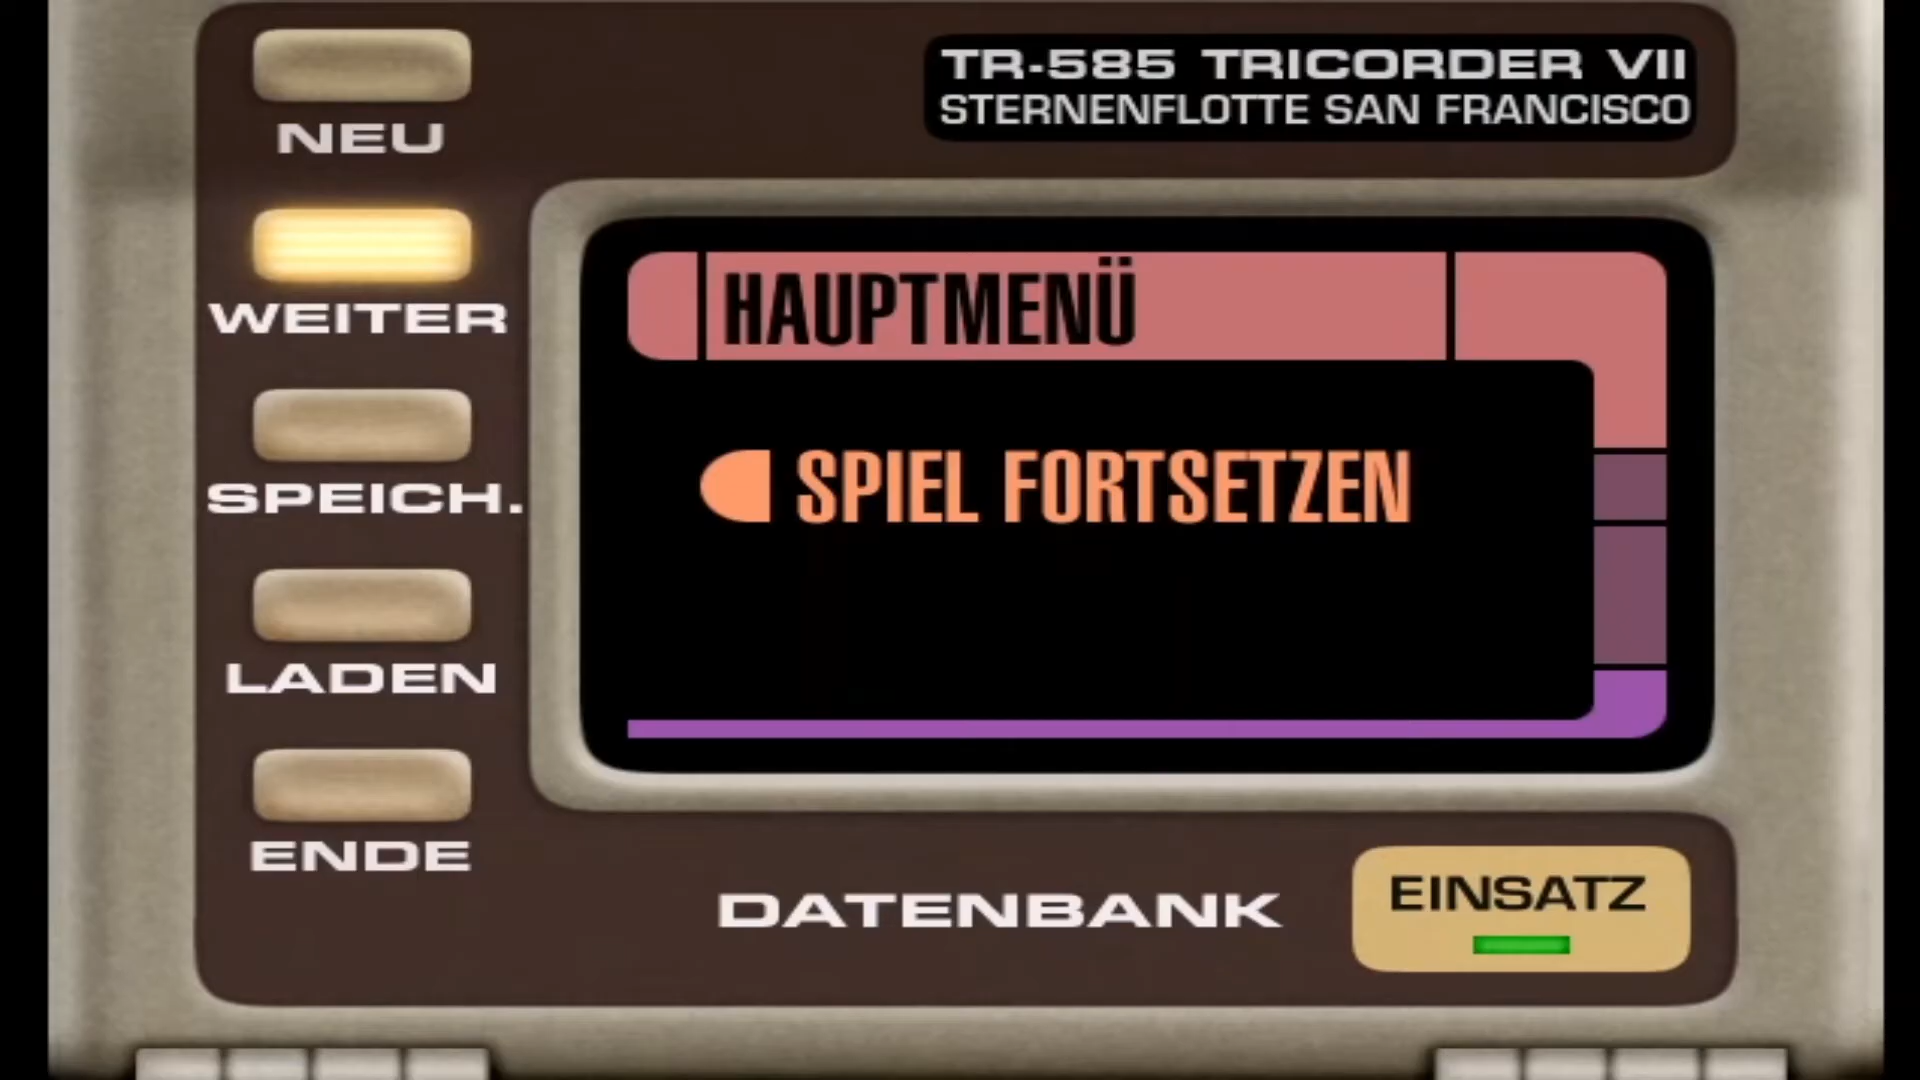 TR-585 TRICORDER VII
STERNENFLOTTE SAN FRANCISCO
NEU
WEITER
SPEICH.
LADEN
ENDE
HAUPTMENÜ
SPIEL FORTSETZEN
DATENBANK
EINSATZ